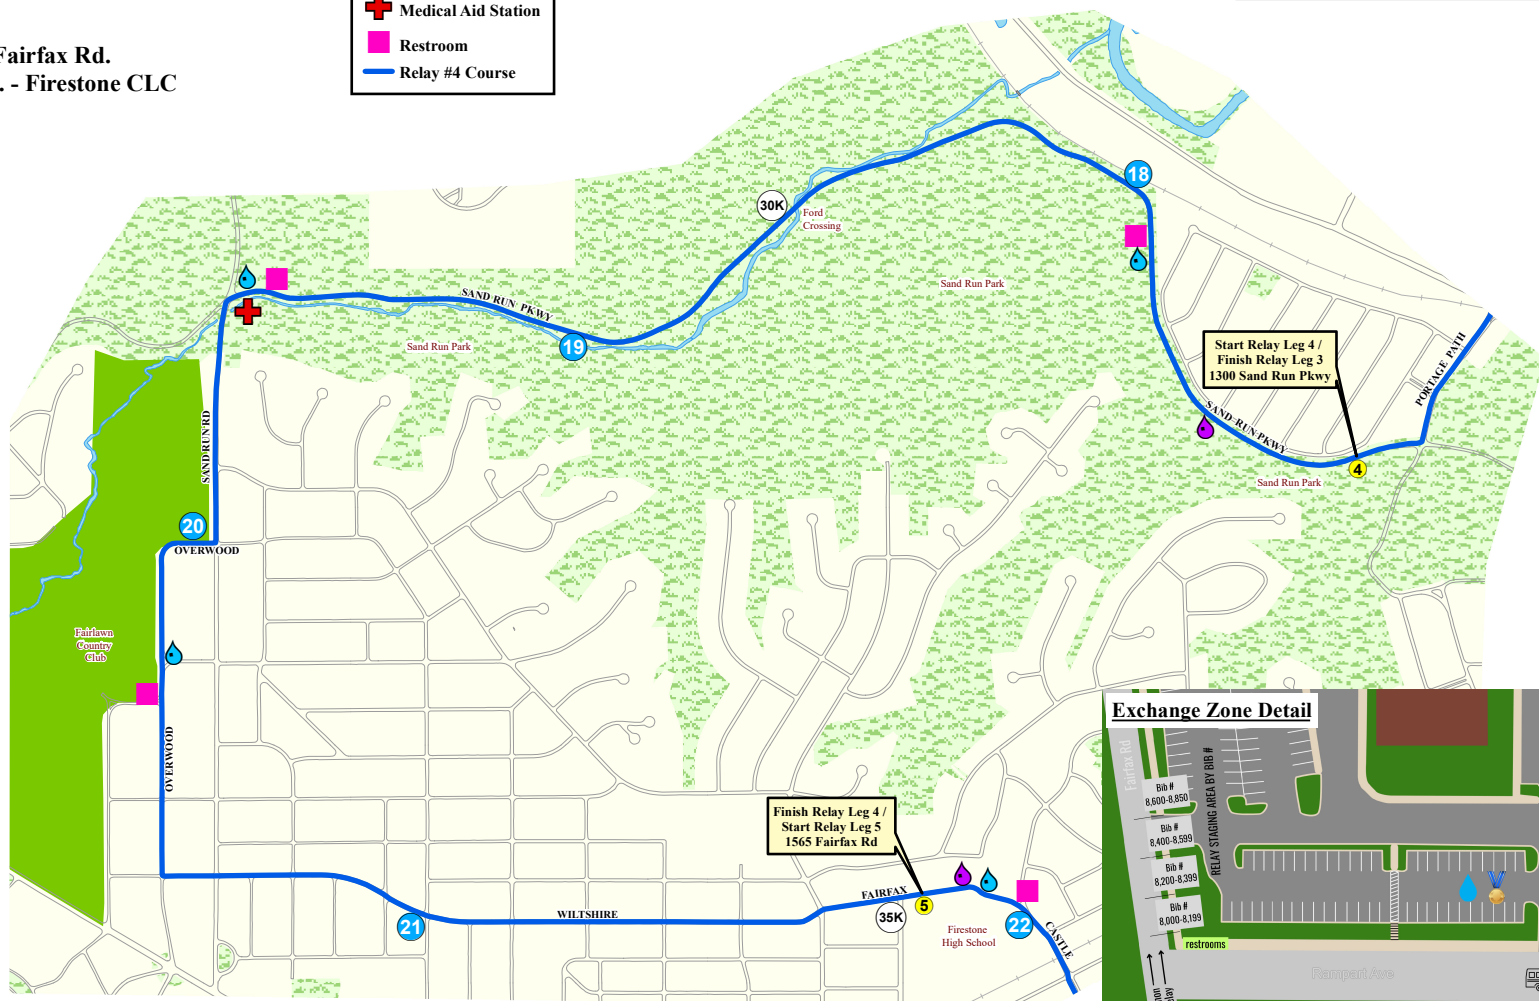 Medical Aid Station
Restroom
Relay #4 Course
Fairfax Rd.
. - Firestone CLC
18
30K
Ford
Crossing
Sand Run Park
SAND RUN PKWY
19
Sand Run Park
Start Relay Leg 4 /
Finish Relay Leg 3
1300 Sand Run Pkwy
PORTAGE PATH
SAND RUN PKWY
4
Sand Run Park
SAND RUN RD
20
OVERWOOD
Fairlawn
Country
Club
OVERWOOD
Finish Relay Leg 4 /
Start Relay Leg 5
1565 Fairfax Rd
FAIRFAX
5
35K
WILTSHIRE
21
22
Firestone
High School
CASTLE
Exchange Zone Detail
Fairfax Rd
Bib #
8,600-8,850
Bib #
8,400-8,599
Bib #
8,200-8,399
Bib #
8,000-8,199
RELAY STAGING AREA BY BIB #
restrooms
Rampart Ave